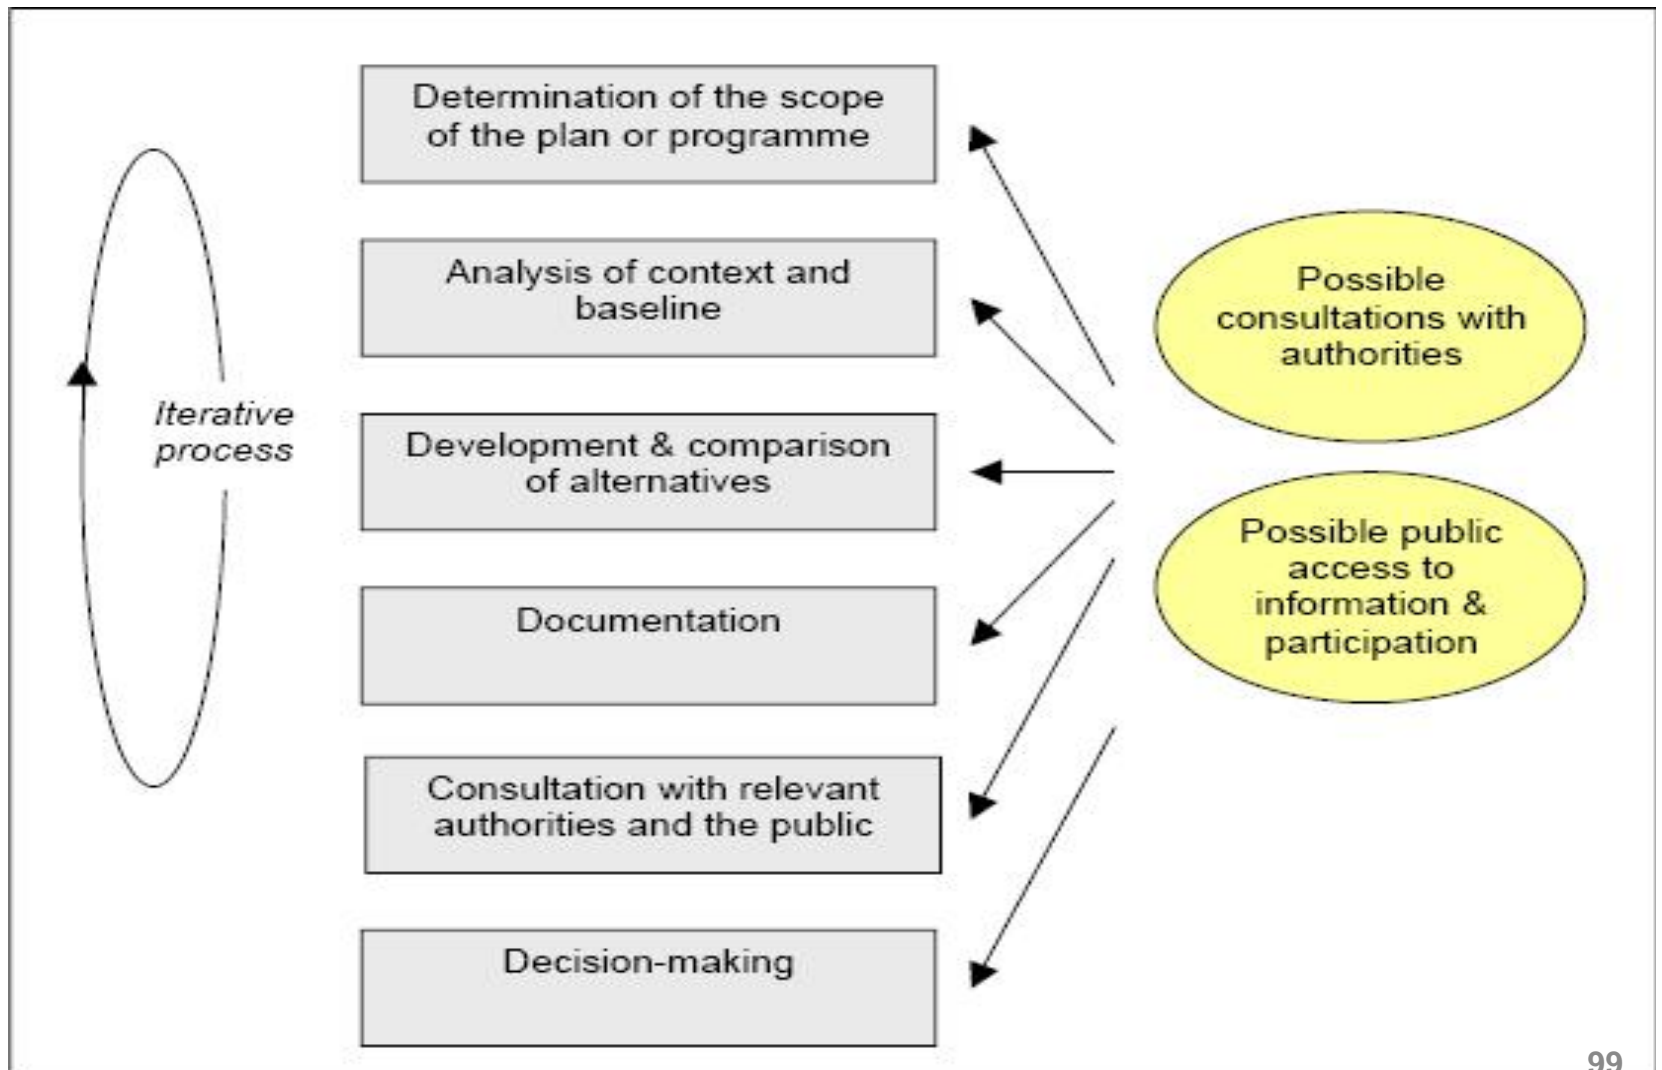 Determination of the scope
of the plan or programme
Analysis of context and
baseline
Iterative
process
Development & comparison
of alternatives
Documentation
Consultation with relevant
authorities and the public
Decision-making
Possible
consultations with
authorities
Possible public
access to
information &
participation
99